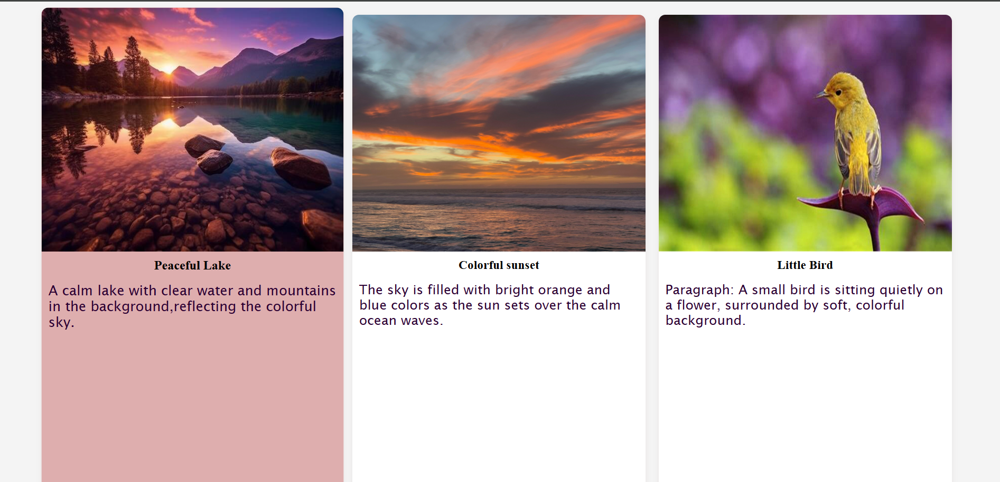 Peaceful Lake
A calm lake with clear water and mountains
in the background,reflecting the colorful
sky.
Colorful sunset
The sky is filled with bright orange and
blue colors as the sun sets over the calm
ocean waves.
Little Bird
Paragraph: A small bird is sitting quietly on
a flower, surrounded by soft, colorful
background.